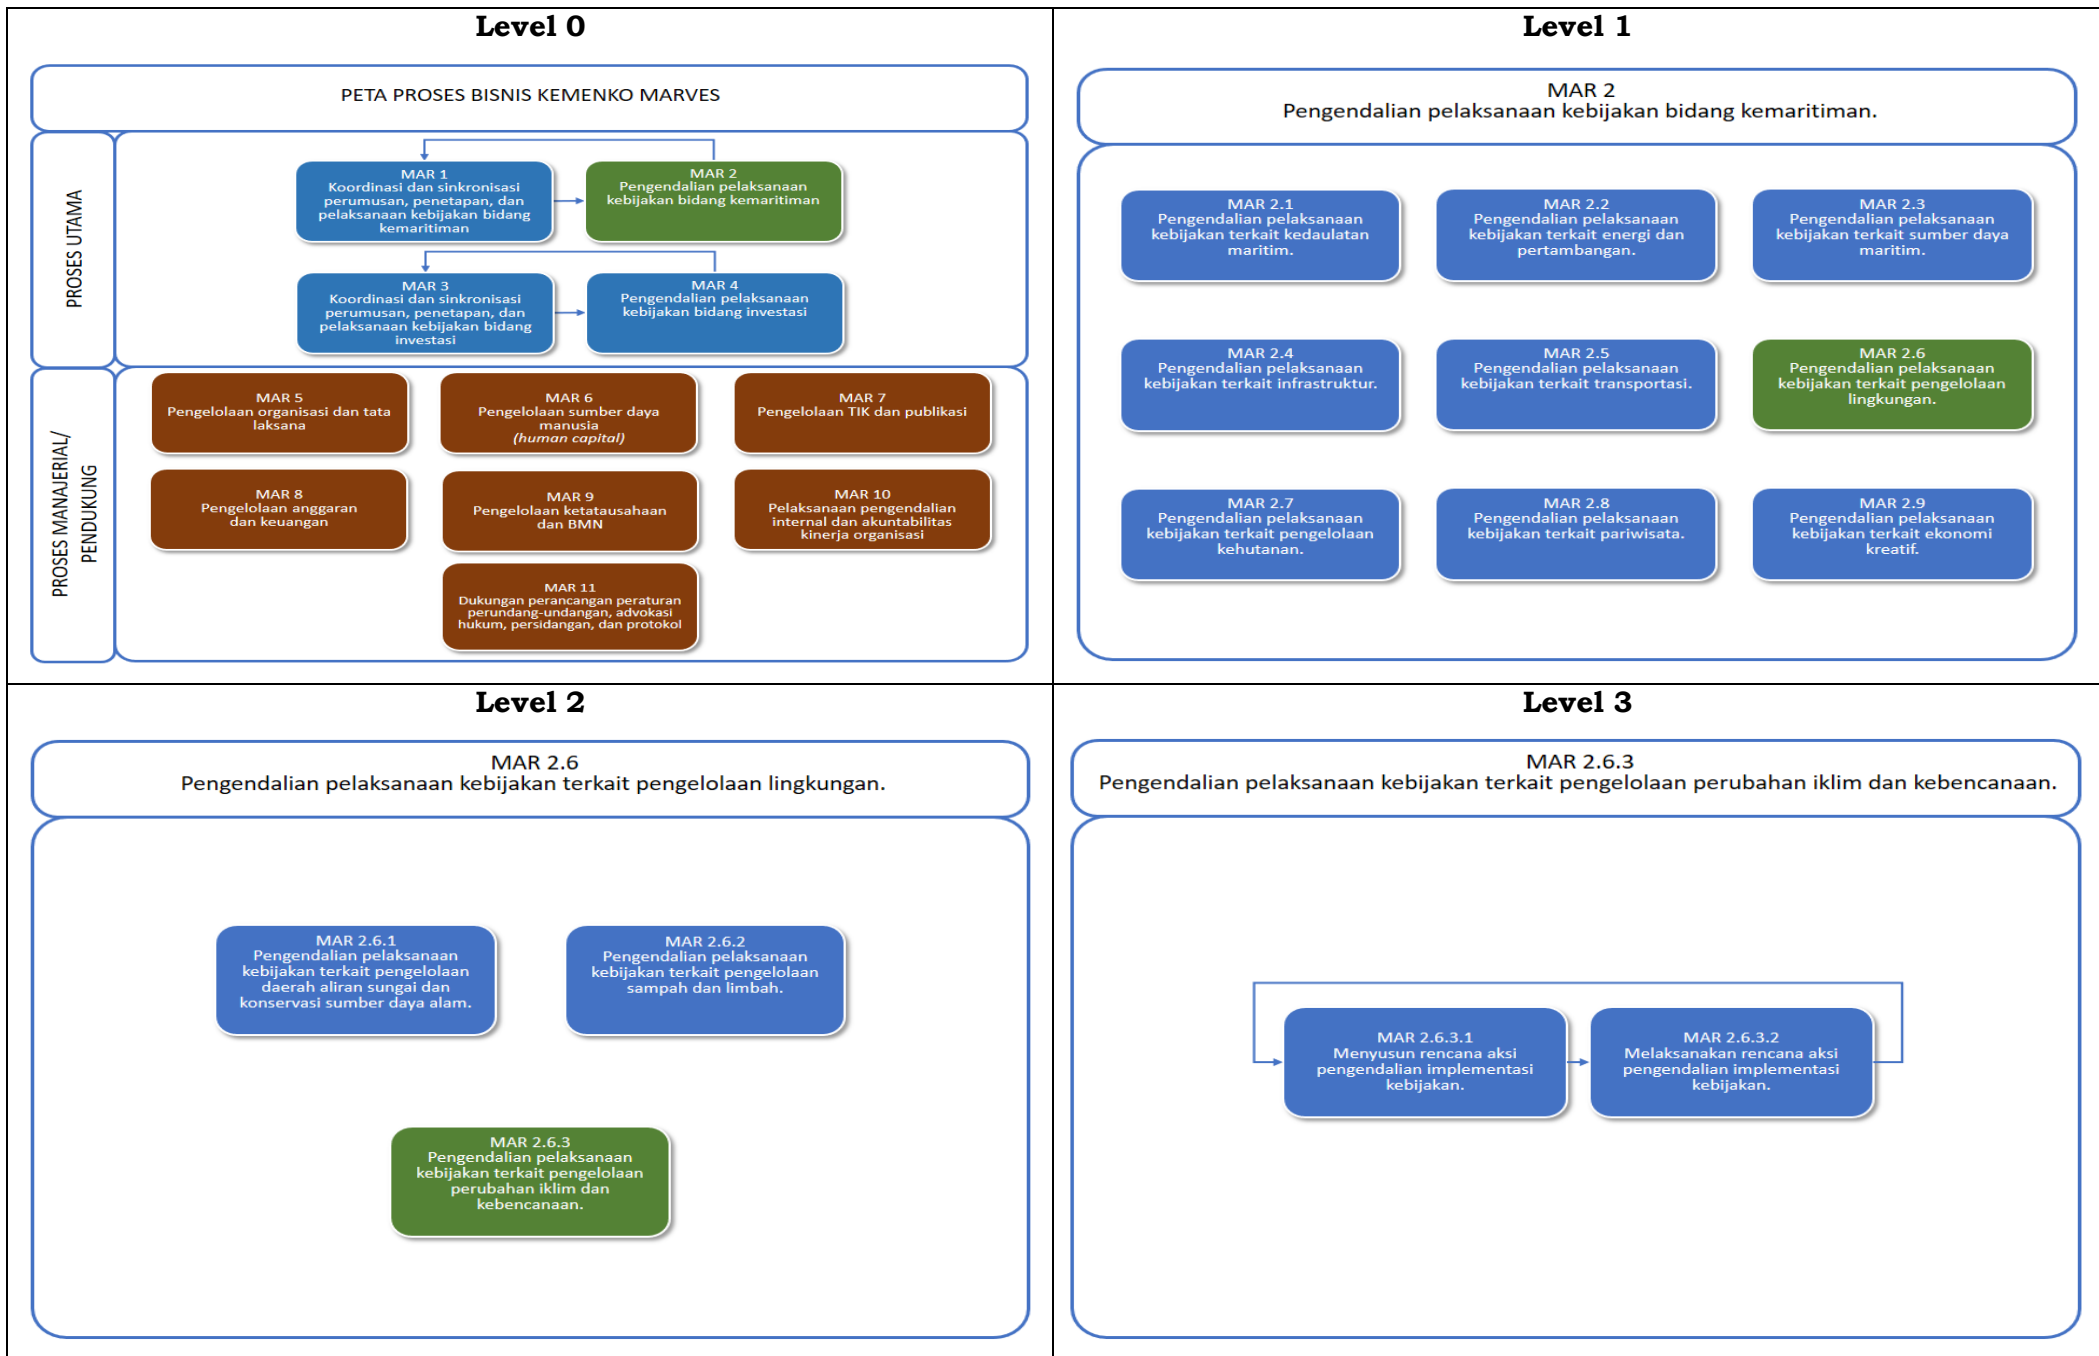 Level 0
PETA PROSES BISNIS KEMENKO MARVES
PROSES UTAMA
MAR 1
Koordinasi dan sinkronisasi
perumusan, penetapan, dan
pelaksanaan kebijakan bidang
kemaritiman
MAR 2
Pengendalian pelaksanaan
kebijakan bidang kemaritiman
MAR 3
Koordinasi dan sinkronisasi
perumusan, penetapan, dan
pelaksanaan kebijakan bidang
investasi
MAR 4
Pengendalian pelaksanaan
kebijakan bidang investasi
PROSES MANAJERIAL/
PENDUKUNG
MAR 5
Pengelolaan organisasi dan tata
laksana
MAR 6
Pengelolaan sumber daya
manusia
(human capital)
MAR 7
Pengelolaan TIK dan publikasi
MAR 8
Pengelolaan anggaran
dan keuangan
MAR 9
Pengelolaan ketatausahaan
dan BMN
MAR 10
Pelaksanaan pengendalian
internal dan akuntabilitas
kinerja organisasi
MAR 11
Dukungan perancangan peraturan
perundang-undangan, advokasi
hukum, persidangan, dan protokol
Level 1
MAR 2
Pengendalian pelaksanaan kebijakan bidang kemaritiman.
MAR 2.1
Pengendalian pelaksanaan
kebijakan terkait kedaulatan
maritim.
MAR 2.2
Pengendalian pelaksanaan
kebijakan terkait energi dan
pertambangan.
MAR 2.3
Pengendalian pelaksanaan
kebijakan terkait sumber daya
maritim.
MAR 2.4
Pengendalian pelaksanaan
kebijakan terkait infrastruktur.
MAR 2.5
Pengendalian pelaksanaan
kebijakan terkait transportasi.
MAR 2.6
Pengendalian pelaksanaan
kebijakan terkait pengelolaan
lingkungan.
MAR 2.7
Pengendalian pelaksanaan
kebijakan terkait pengelolaan
kehutanan.
MAR 2.8
Pengendalian pelaksanaan
kebijakan terkait pariwisata.
MAR 2.9
Pengendalian pelaksanaan
kebijakan terkait ekonomi
kreatif.
Level 2
MAR 2.6
Pengendalian pelaksanaan kebijakan terkait pengelolaan lingkungan.
MAR 2.6.1
Pengendalian pelaksanaan
kebijakan terkait pengelolaan
daerah aliran sungai dan
konservasi sumber daya alam.
MAR 2.6.2
Pengendalian pelaksanaan
kebijakan terkait pengelolaan
sampah dan limbah.
MAR 2.6.3
Pengendalian pelaksanaan
kebijakan terkait pengelolaan
perubahan iklim dan
kebencanaan.
Level 3
MAR 2.6.3
Pengendalian pelaksanaan kebijakan terkait pengelolaan perubahan iklim dan kebencanaan.
MAR 2.6.3.1
Menyusun rencana aksi
pengendalian implementasi
kebijakan.
MAR 2.6.3.2
Melaksanakan rencana aksi
pengendalian implementasi
kebijakan.